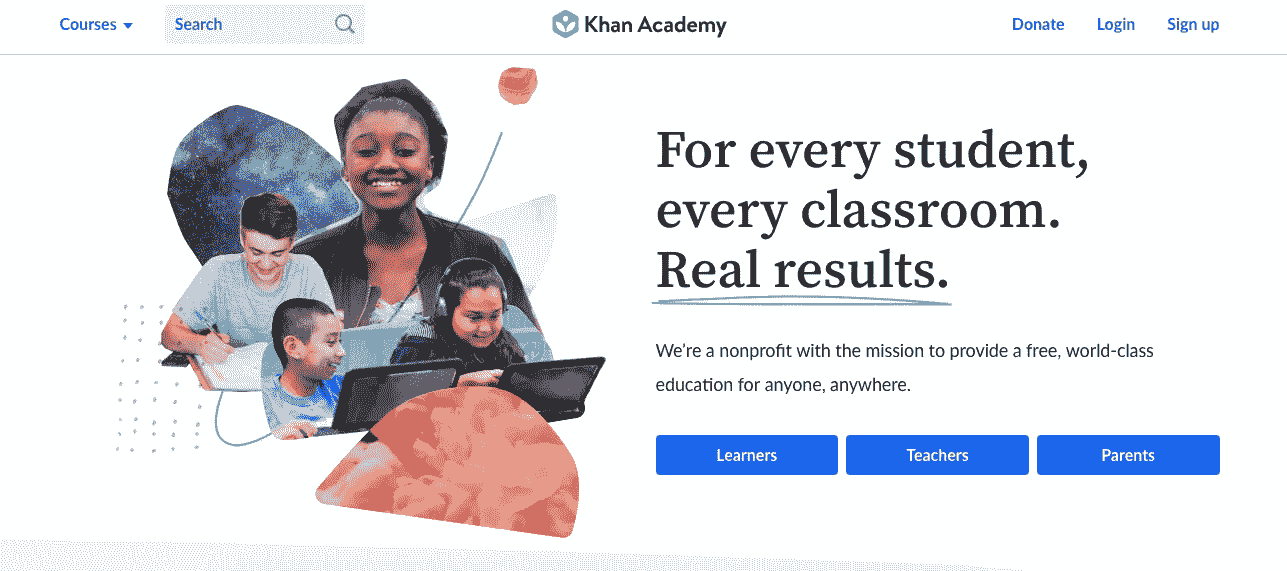 Courses
Search
Khan Academy
Donate
Login
Sign up
For every student,
every classroom.
Real results.
We’re a nonprofit with the mission to provide a free, world-class
education for anyone, anywhere.
Learners
Teachers
Parents